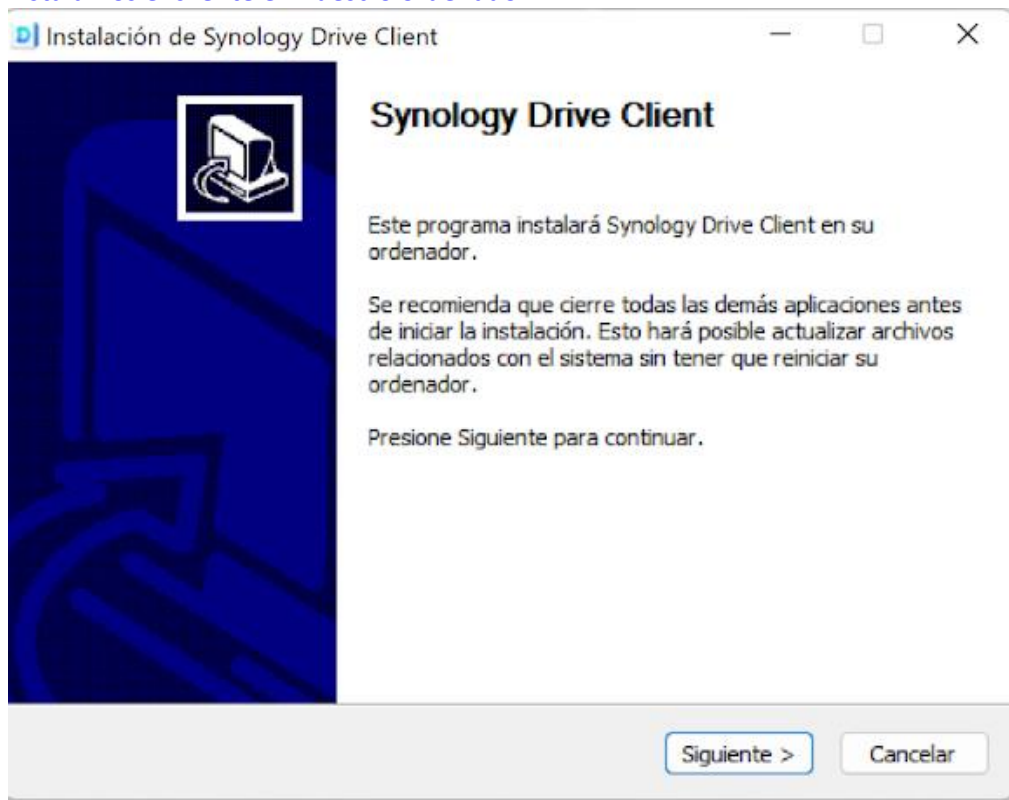 Instalación de Synology Drive Client
Synology Drive Client
Este programa instalará Synology Drive Client en su
ordenador.
Se recomienda que cierre todas las demás aplicaciones antes
de iniciar la instalación. Esto hará posible actualizar archivos
relacionados con el sistema sin tener que reiniciar su
ordenador.
Presione Siguiente para continuar.
Siguiente >
Cancelar